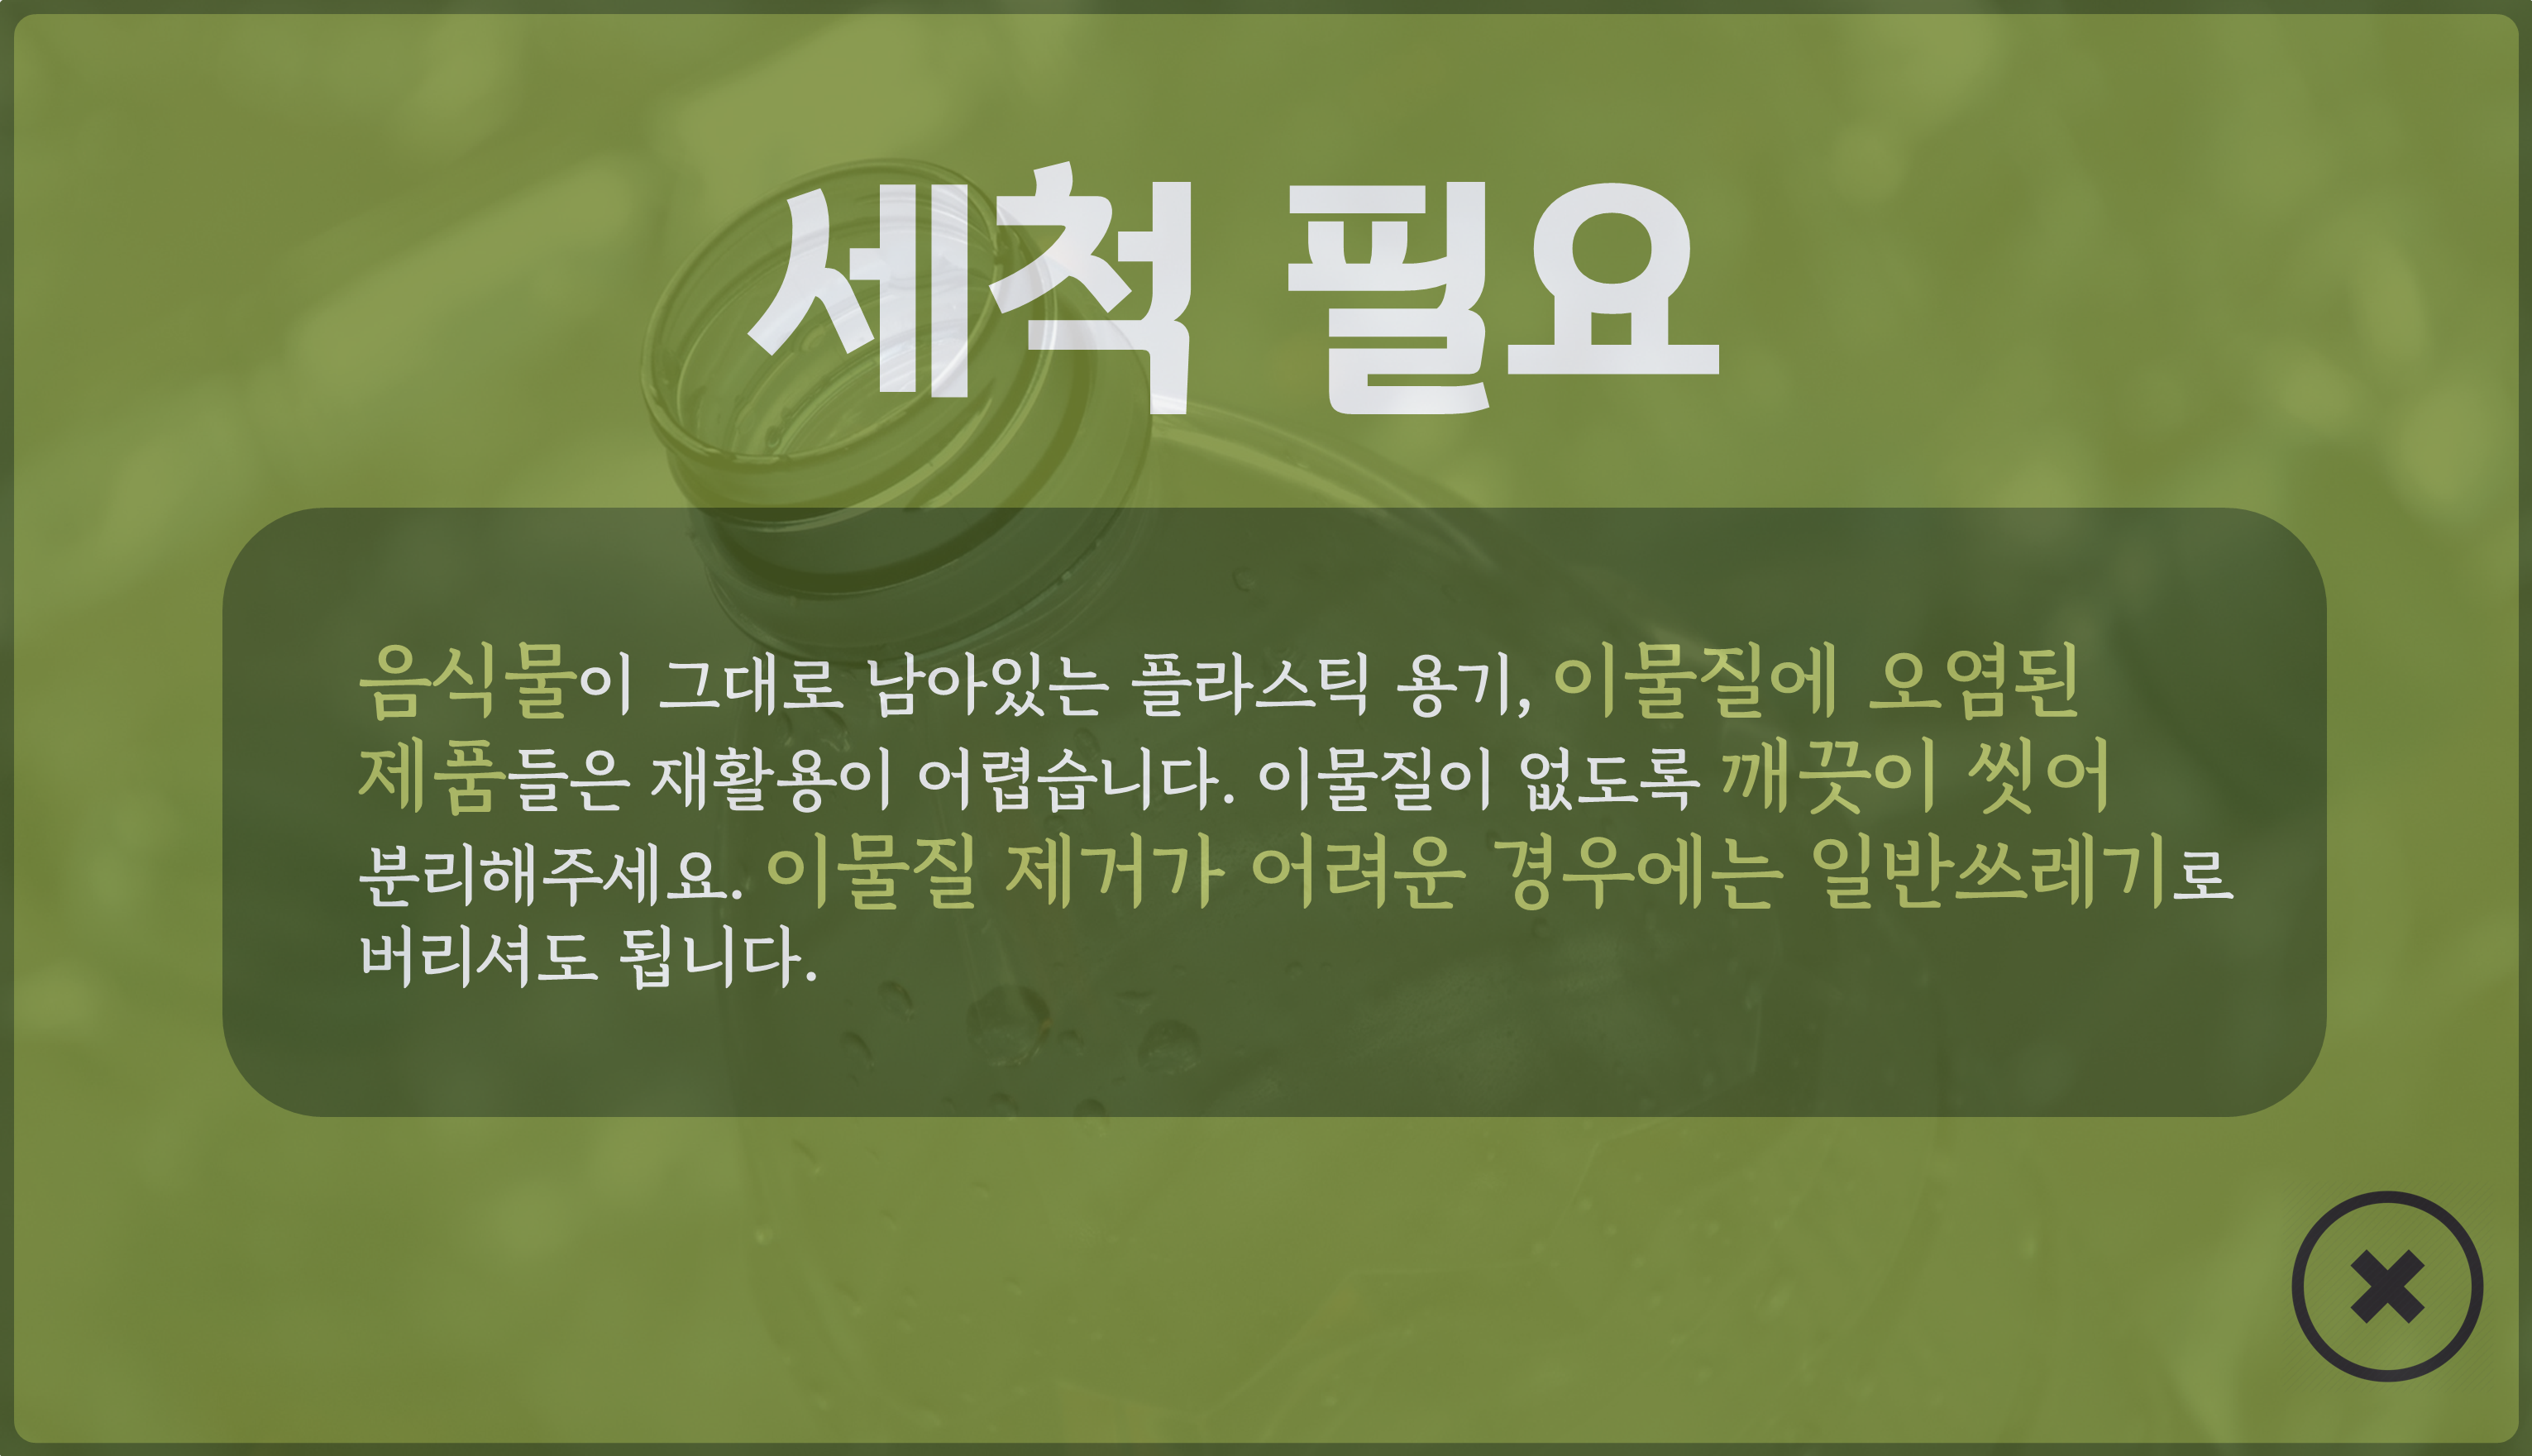 세척 필요
음식물이 그대로 남아있는 플라스틱 용기, 이물질에 오염된
제품들은 재활용이 어렵습니다. 이물질이 없도록 깨끗이 씻어
분리해주세요. 이물질 제거가 어려운 경우에는 일반쓰레기로
버리셔도 됩니다.